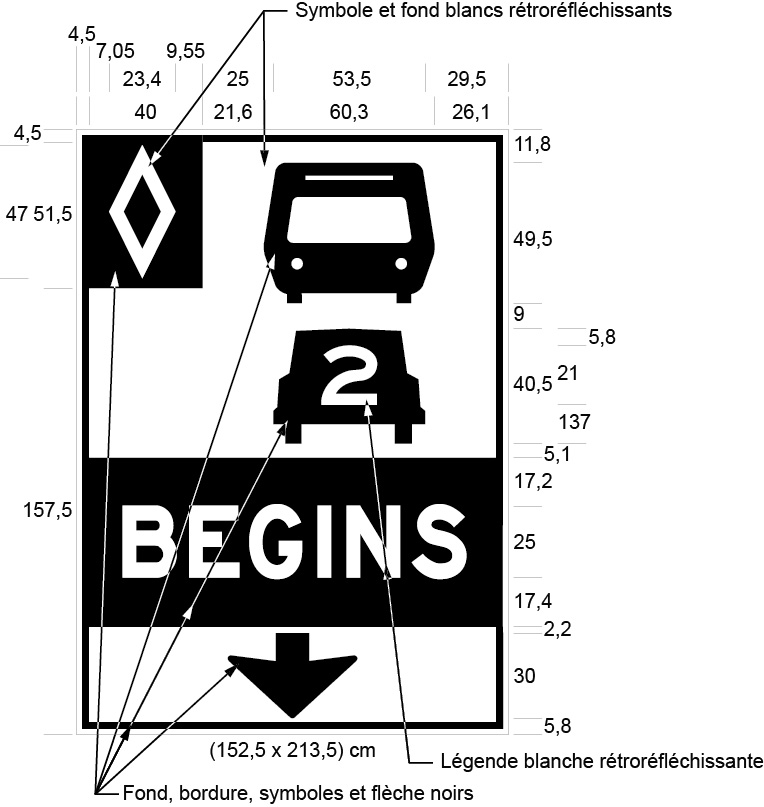 Symbole et fond blancs rétroréfléchissants
4,5
7,05 9,55
23,4 25 53,5 29,5
40 21,6 60,3 26,1
4,5
11,8
47 51,5
49,5
9
5,8
2
40,5 21
137
5,1
17,2
157,5
BEGINS
25
17,4
2,2
30
5,8
(152,5 x 213,5) cm
Légende blanche rétroréfléchissante
Fond, bordure, symboles et flèche noirs